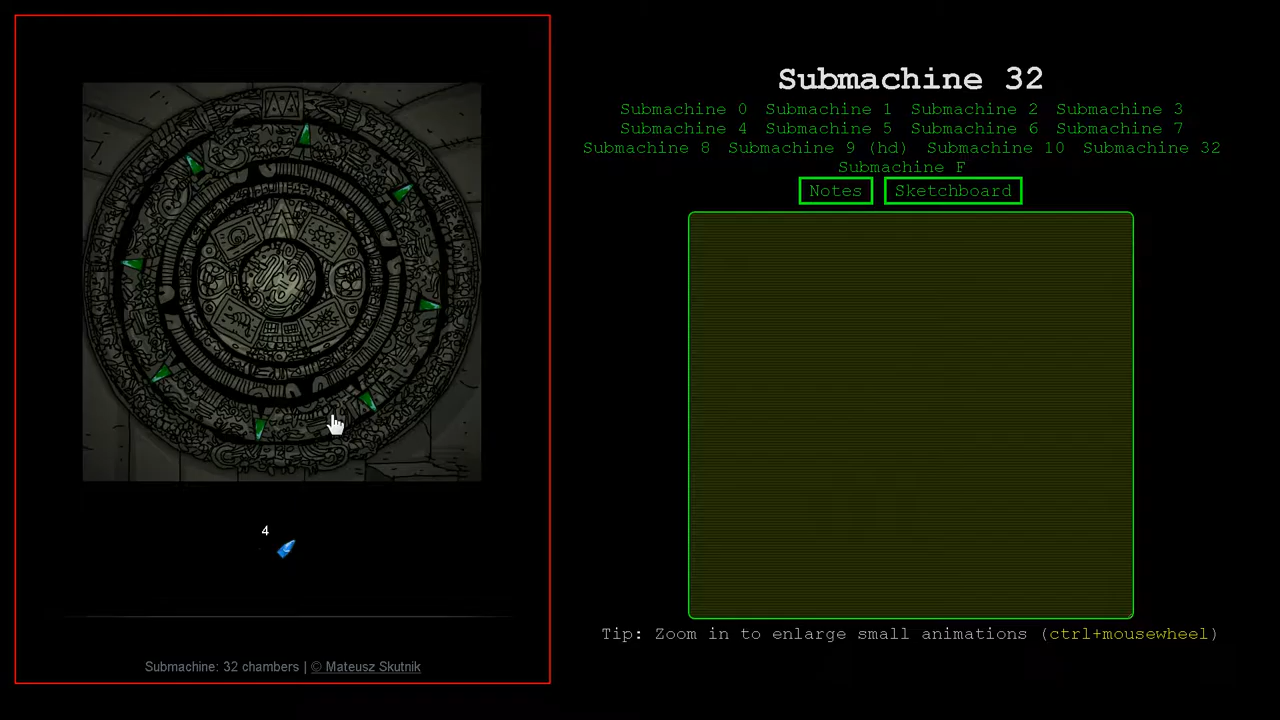 Submachine 32
Submachine 0 Submachine 1 Submachine 2 Submachine 3
Submachine 4 Submachine 5 Submachine 6 Submachine 7
Submachine 8 Submachine 9 (hd) Submachine 10 Submachine 32
Submachine F
Notes Sketchboard
4
Tip: Zoom in to enlarge small animations (ctrl+mousewheel)
Submachine: 32 chambers | © Mateusz Skutnik